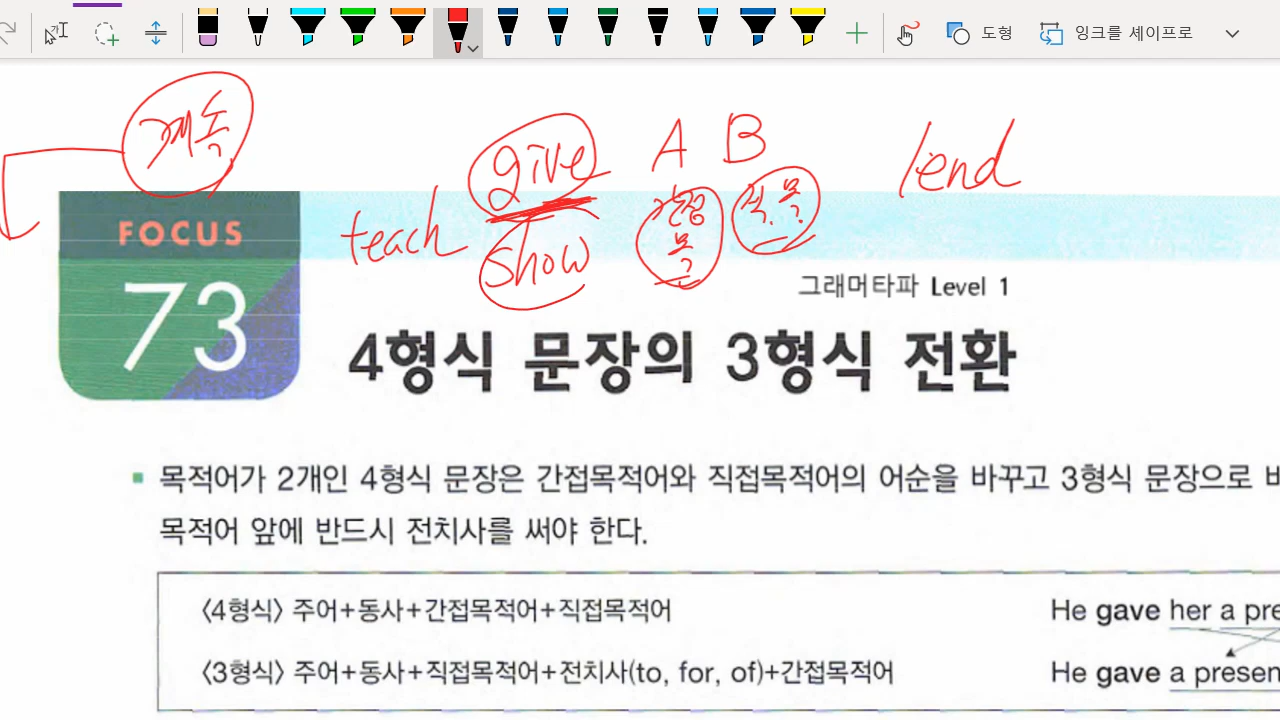 도형
잉크를 셰이프로
계속
give A B lend
teach show 간접목 직.목.
FOCUS
73
그래머타파 Level 1
4형식 문장의 3형식 전환
목적어가 2개인 4형식 문장은 간접목적어와 직접목적어의 어순을 바꾸고 3형식 문장으로
목적어 앞에 반드시 전치사를 써야 한다.
〈4형식〉 주어+동사+간접목적어+직접목적어 He gave her a pre
〈3형식〉 주어+동사+직접목적어+전치사(to, for, of)+간접목적어 He gave a presen